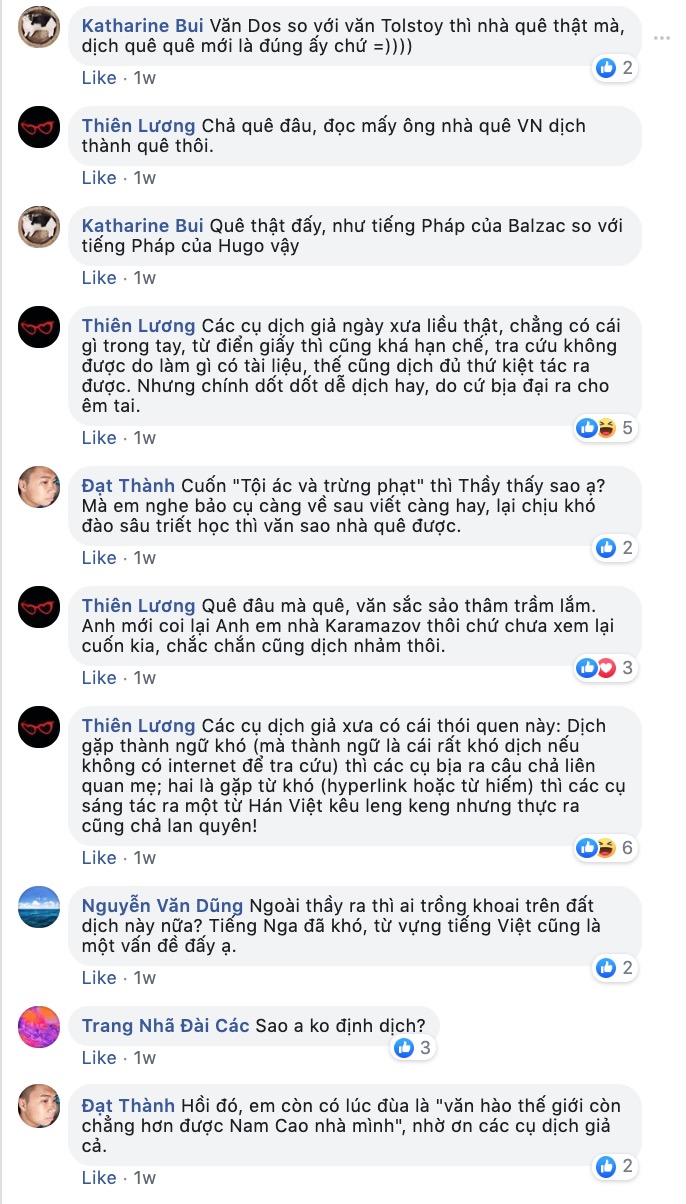 Katharine Bui Văn Dos so với văn Tolstoy thì nhà quê thật mà,
dịch quê quê mới là đúng ấy chứ =))))
2
Like · 1w
Thiên Lương Chả quê đâu, đọc mấy ông nhà quê VN dịch
thành quê thôi.
Like · 1w
Katharine Bui Quê thật đấy, như tiếng Pháp của Balzac so với
tiếng Pháp của Hugo vậy
Like · 1w
Thiên Lương Các cụ dịch giả ngày xưa liều thật, chẳng có cái
gì trong tay, từ điển giấy thì cũng khá hạn chế, tra cứu không
được do làm gì có tài liệu, thế cũng dịch đủ thứ kiệt tác ra
được. Nhưng chính dốt dốt dễ dịch hay, do cứ bịa đại ra cho
êm tai.
5
Like · 1w
Đạt Thành Cuốn "Tội ác và trừng phạt" thì Thầy thấy sao ạ?
Mà em nghe bảo cụ càng về sau viết càng hay, lại chịu khó
đào sâu triết học thì văn sao nhà quê được.
2
Like · 1w
Thiên Lương Quê đâu mà quê, văn sắc sảo thâm trầm lắm.
Anh mới coi lại Anh em nhà Karamazov thôi chứ chưa xem lại
cuốn kia, chắc chắn cũng dịch nhảm thôi.
3
Like · 1w
Thiên Lương Các cụ dịch giả xưa có cái thói quen này: Dịch
gặp thành ngữ khó (mà thành ngữ là cái rất khó dịch nếu
không có internet để tra cứu) thì các cụ bịa ra câu chả liên
quan mẹ; hai là gặp từ khó (hyperlink hoặc từ hiếm) thì các cụ
sáng tác ra một từ Hán Việt kêu leng keng nhưng thực ra
cũng chả lan quyên!
6
Like · 1w
Nguyễn Văn Dũng Ngoài thầy ra thì ai trồng khoai trên đất
dịch này nữa? Tiếng Nga đã khó, từ vựng tiếng Việt cũng là
một vấn đề đấy ạ.
2
Like · 1w
Trang Nhã Đài Các Sao a ko định dịch?
3
Like · 1w
Đạt Thành Hồi đó, em còn có lúc đùa là "văn hào thế giới còn
chẳng hơn được Nam Cao nhà mình", nhờ ơn các cụ dịch giả
cả.
2
Like · 1w